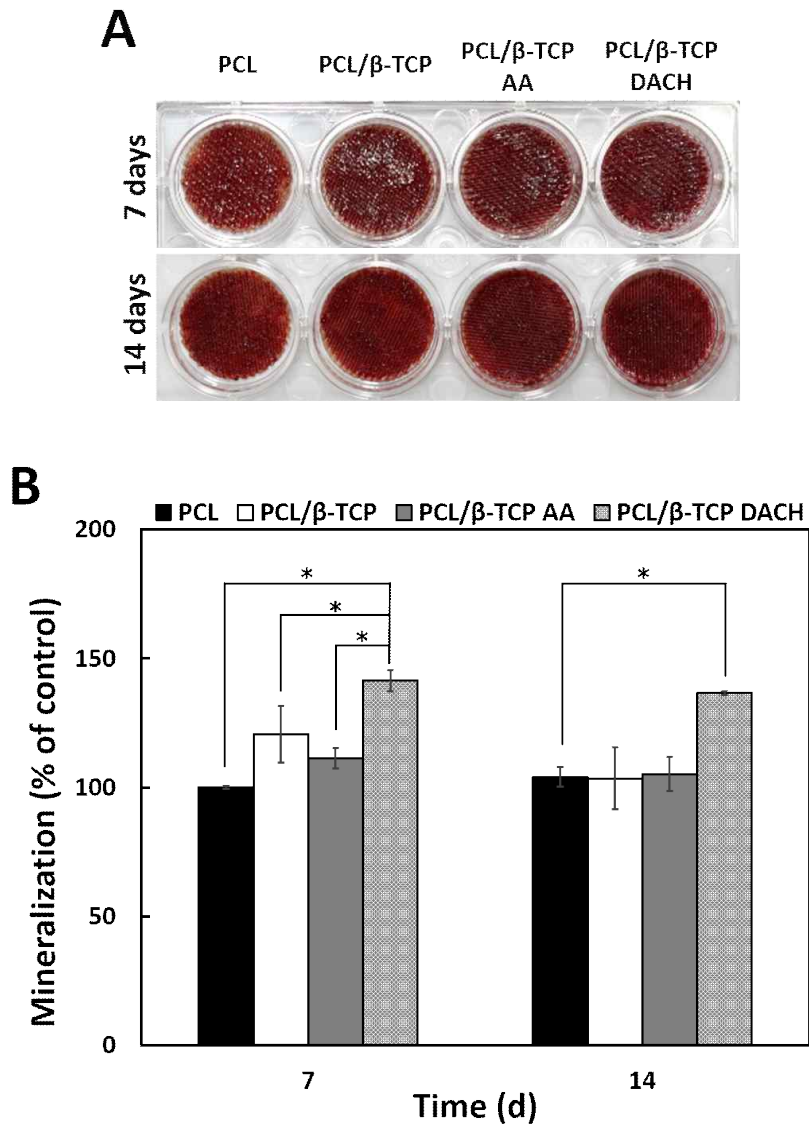 A
PCL PCL/β-TCP PCL/β-TCP AA PCL/β-TCP DACH
7 days
14 days
B
PCL PCL/β-TCP PCL/β-TCP AA PCL/β-TCP DACH
200
150
100
50
0
Mineralization (% of control)
* * *
*
7 14
Time (d)